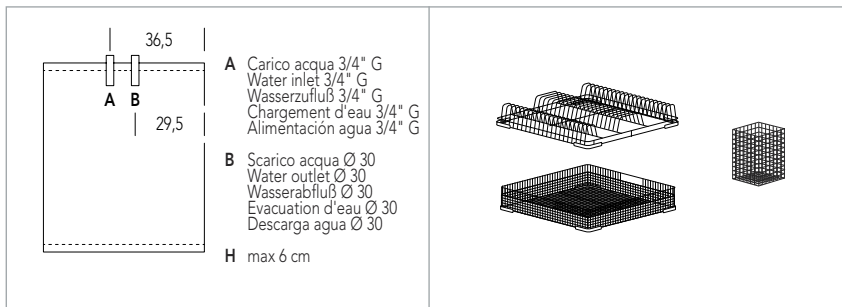 36,5
A B
29,5
A Carico acqua 3/4" G
Water inlet 3/4" G
Wasserzufluß 3/4" G
Chargement d'eau 3/4" G
Alimentación agua 3/4" G
B Scarico acqua Ø 30
Water outlet Ø 30
Wasserabfluß Ø 30
Evacuation d'eau Ø 30
Descarga agua Ø 30
H max 6 cm